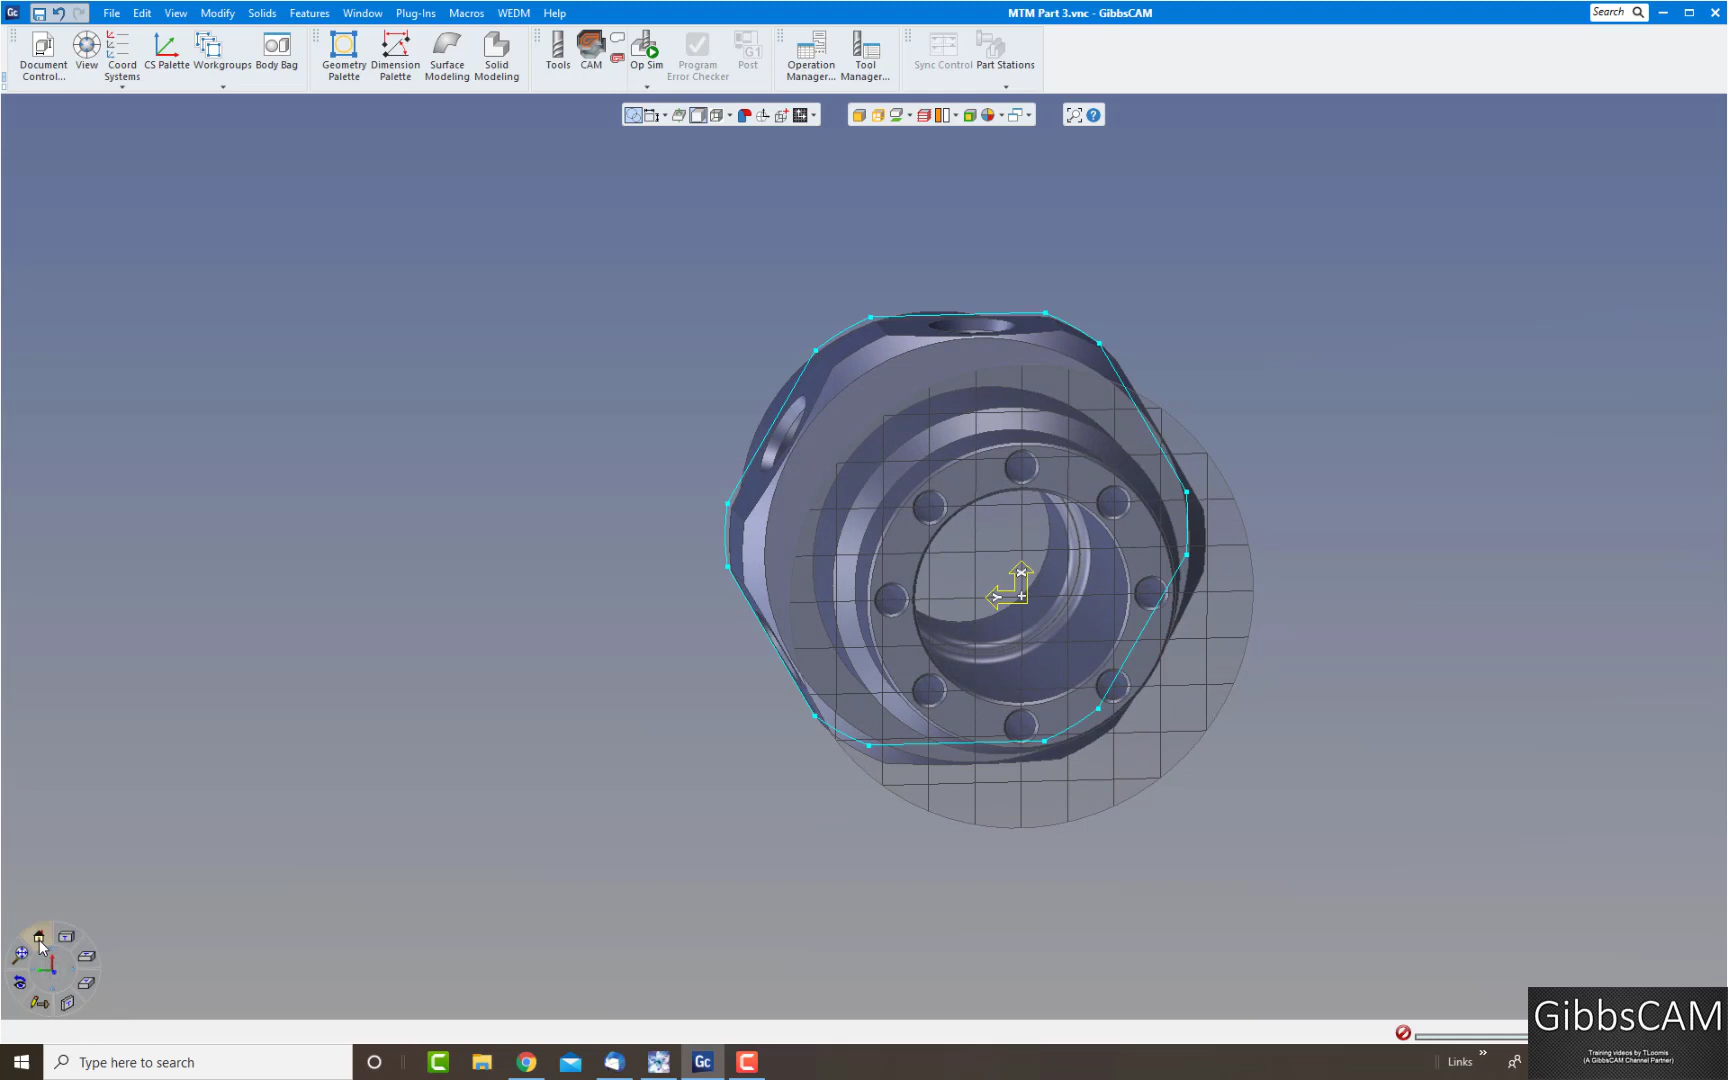 Gc
File Edit View Modify Solids Features Window Plug-Ins Macros WEDM Help
MTM Part 3.vnc - GibbsCAM
Search
Document Control...
View
Coord Systems
CS Palette
Workgroups
Body Bag
Geometry Palette
Dimension Palette
Surface Modeling
Solid Modeling
Tools
CAM
Op Sim
Program Error Checker
G1
Post
Operation Manager...
Tool Manager...
Sync Control
Part Stations
X
Y
GibbsCAM
Training videos by TLoomis
(A GibbsCAM Channel Partner)
Type here to search
Gc
Links